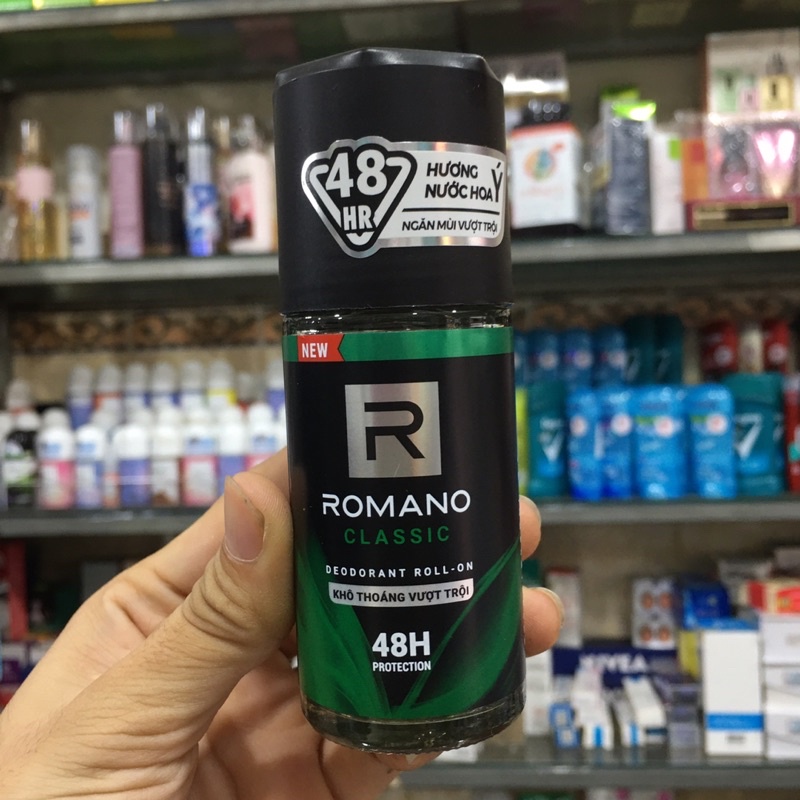 48
HR
HƯƠNG
NƯỚC HOA Ý
NGĂN MÙI VƯỢT TRỘI
NEW
R
ROMANO
CLASSIC
DEODORANT ROLL-ON
KHÔ THOÁNG VƯỢT TRỘI
48H
PROTECTION
NIVEA